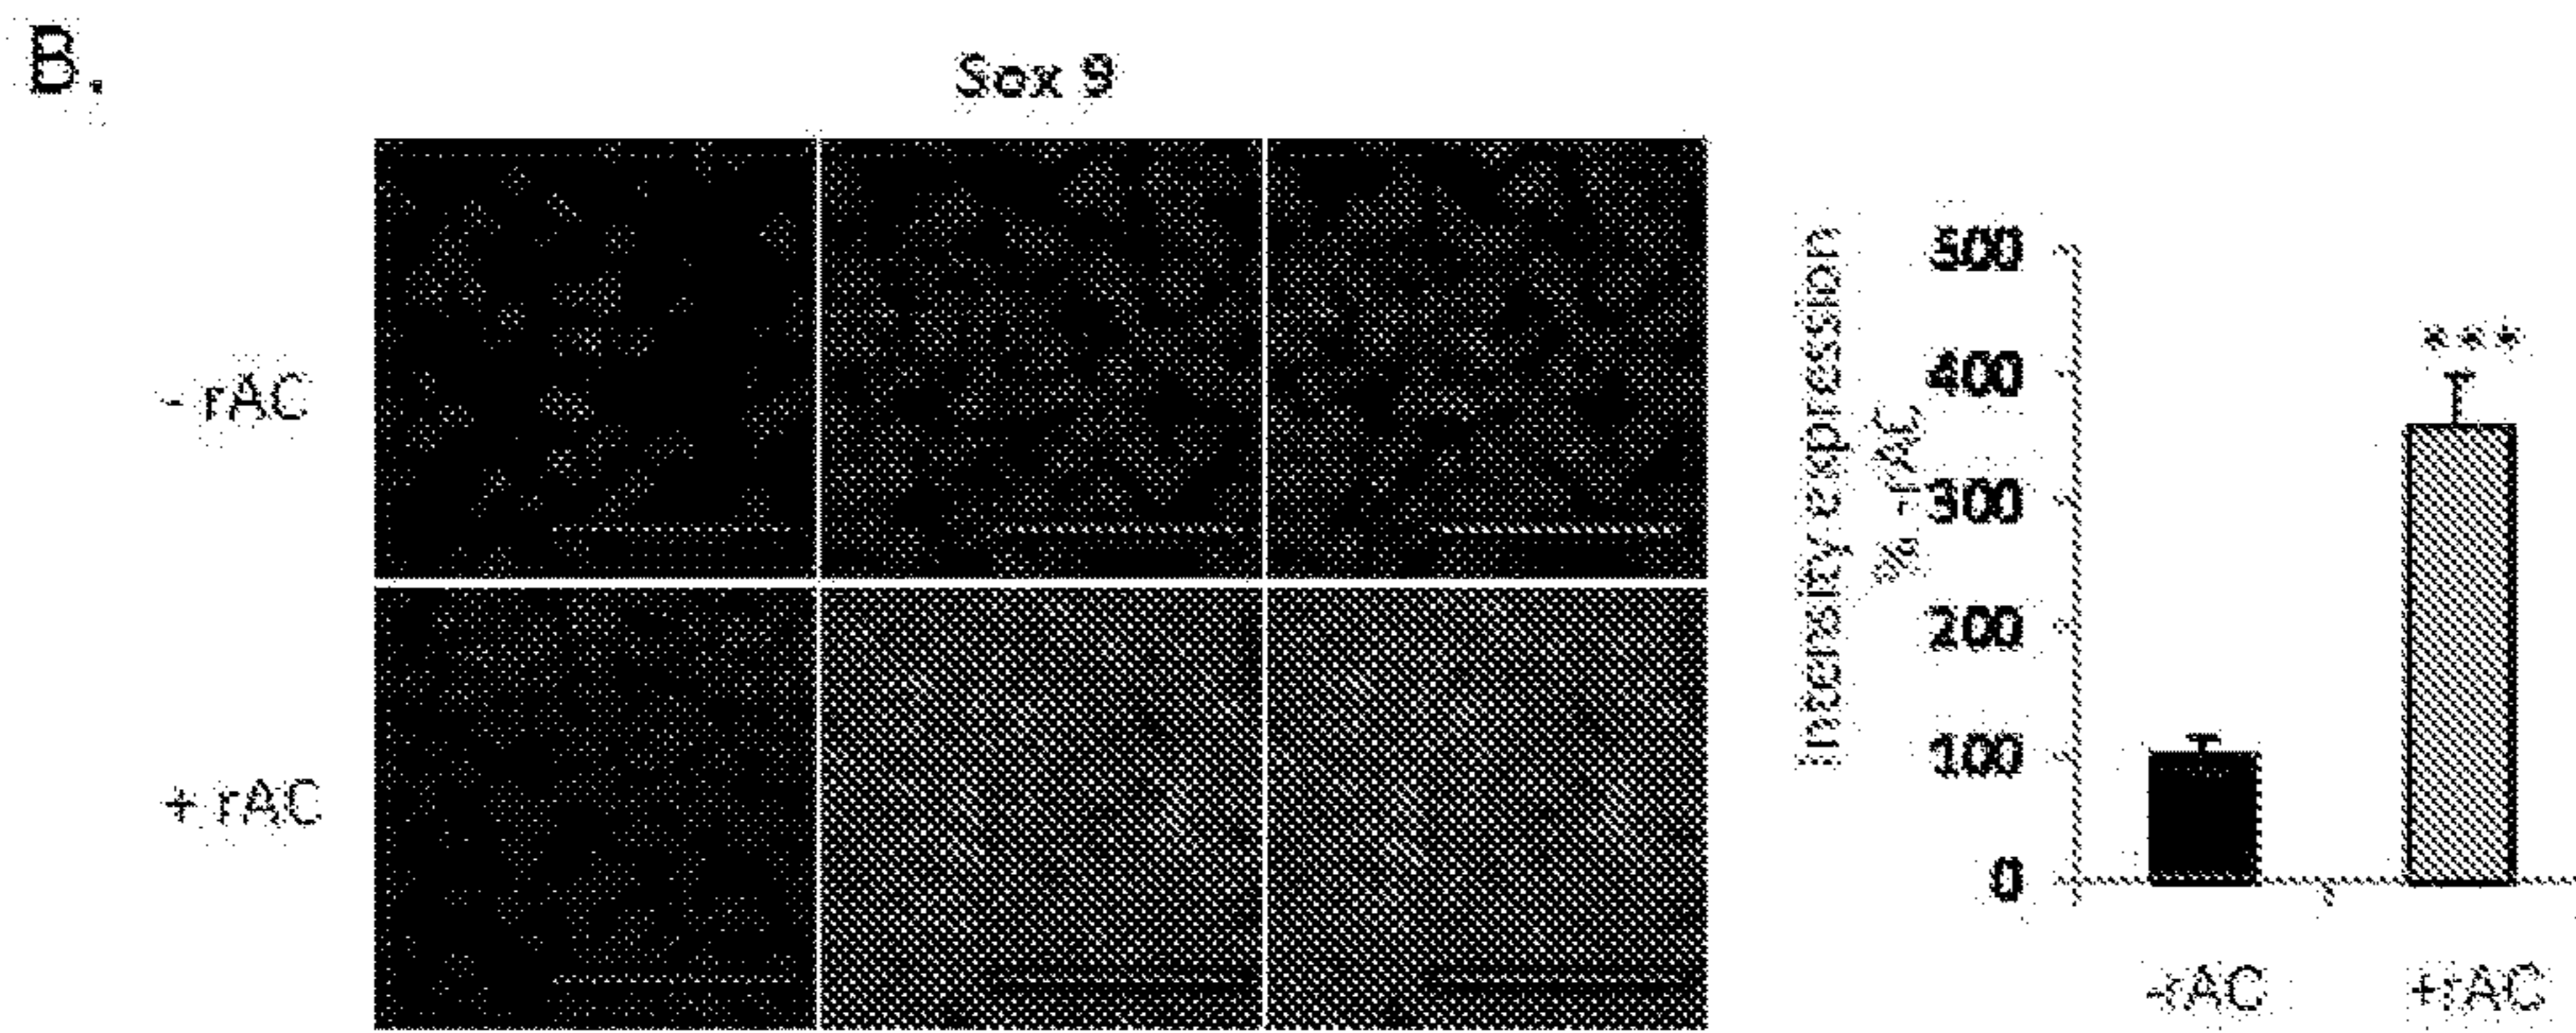 B.
Sox 9
- rAC
+ rAC
Intensity expression
% -rAC
500
400
300
200
100
0
***
-rAC
+rAC